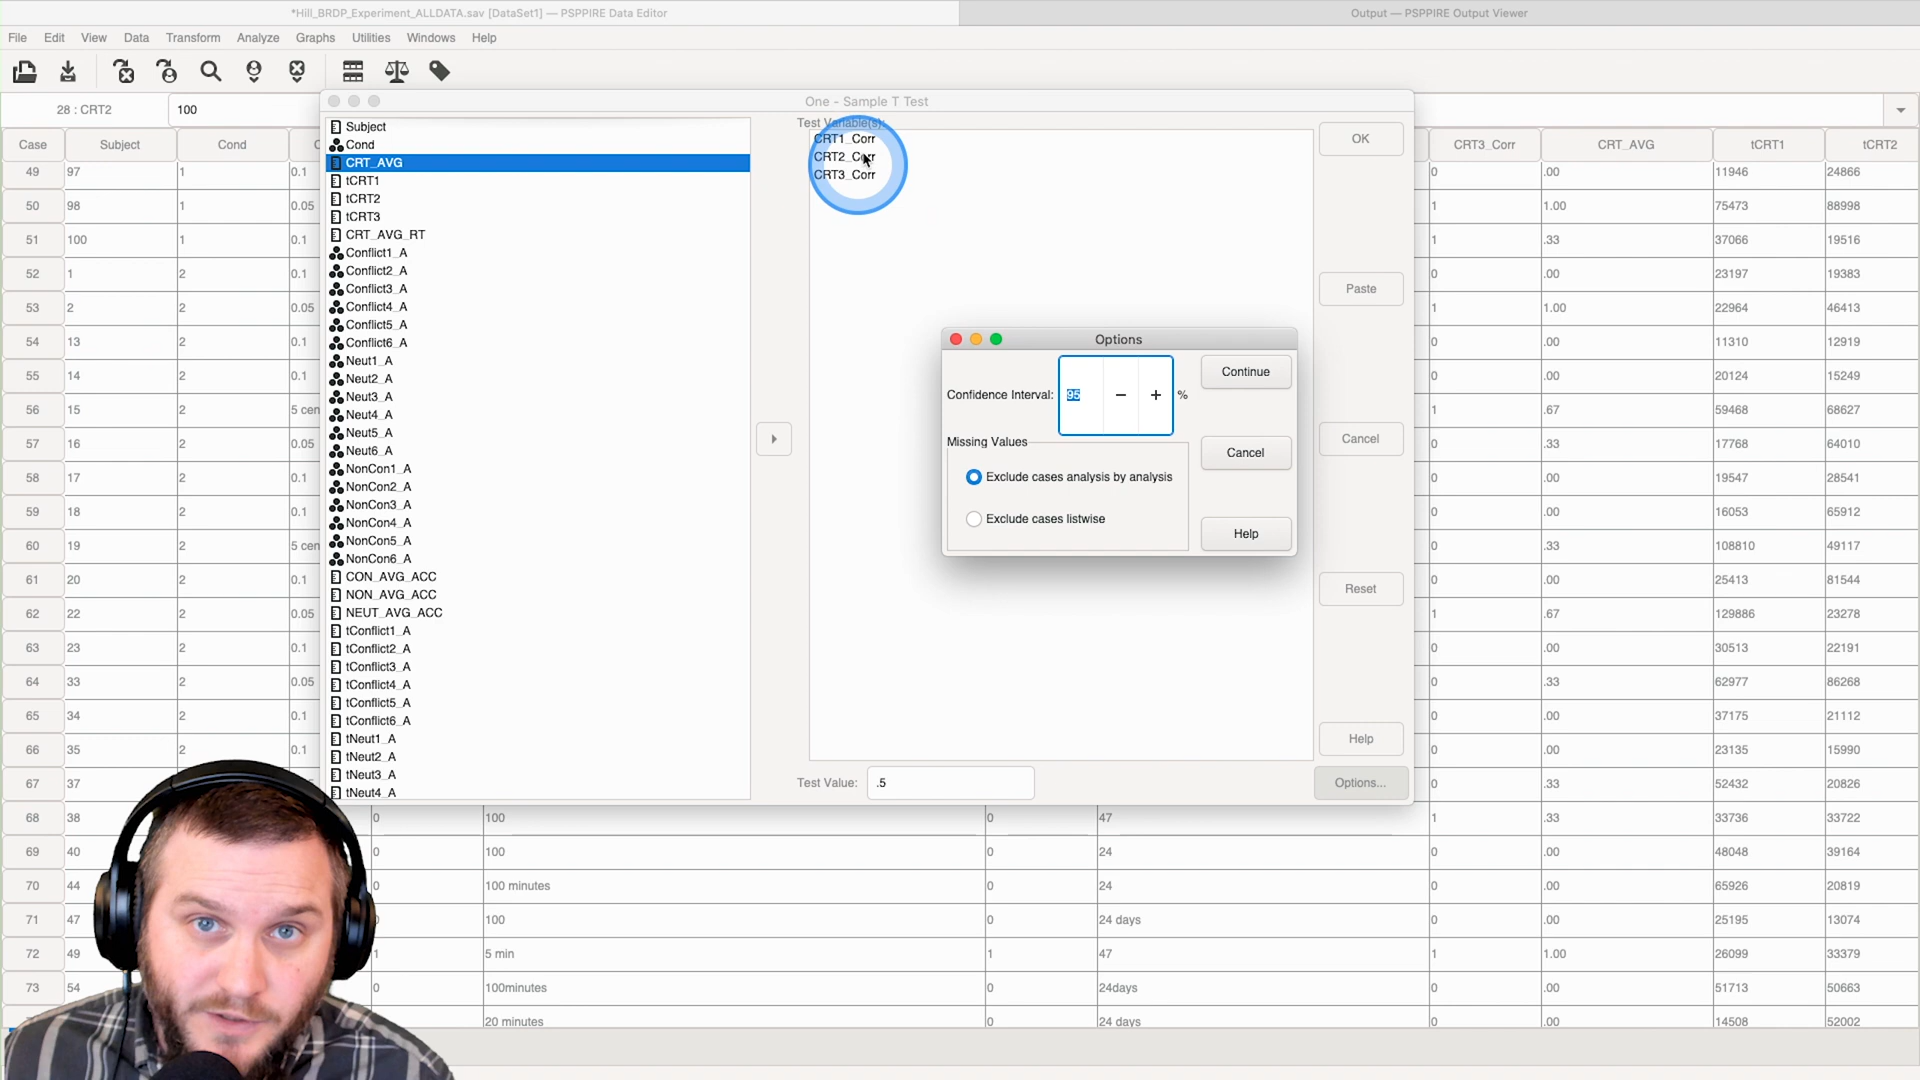 *Hill_BRDP_Experiment_ALLDATA.sav [DataSet1] — PSPPIRE Data Editor
Output — PSPPIRE Output Viewer
File Edit View Data Transform Analyze Graphs Utilities Windows Help
28 : CRT2 100
One - Sample T Test
Case Subject Cond C CRT3_Corr CRT_AVG tCRT1 tCRT2
49 97 1 0.1 0 .00 11946 24866
50 98 1 0.05 1 1.00 75473 88998
51 100 1 0.1 1 .33 37066 19516
52 1 2 0.1 0 .00 23197 19383
53 2 2 0.05 1 1.00 22964 46413
54 13 2 0.1 0 .00 11310 12919
55 14 2 0.1 0 .00 20124 15249
56 15 2 5 cen 1 .67 59468 68627
57 16 2 0.05 0 .33 17768 64010
58 17 2 0.1 0 .00 19547 28541
59 18 2 0.1 0 .00 16053 65912
60 19 2 5 cen 0 .33 108810 49117
61 20 2 0.1 0 .00 25413 81544
62 22 2 0.05 1 .67 129886 23278
63 23 2 0.1 0 .00 30513 22191
64 33 2 0.05 0 .33 62977 86268
65 34 2 0.1 0 .00 37175 21112
66 35 2 0.1 0 .00 23135 15990
67 37 0 .33 52432 20826
68 38 0 100 0 47 1 .33 33736 33722
69 40 0 100 0 24 0 .00 48048 39164
70 44 0 100 minutes 0 24 0 .00 65926 20819
71 47 0 100 0 24 days 0 .00 25195 13074
72 49 1 5 min 1 47 1 1.00 26099 33379
73 54 100minutes 0 24days 0 .00 51713 50663
20 minutes 0 24 days 0 .00 14508 52002
Subject
Cond
CRT_AVG
tCRT1
tCRT2
tCRT3
CRT_AVG_RT
Conflict1_A
Conflict2_A
Conflict3_A
Conflict4_A
Conflict5_A
Conflict6_A
Neut1_A
Neut2_A
Neut3_A
Neut4_A
Neut5_A
Neut6_A
NonCon1_A
NonCon2_A
NonCon3_A
NonCon4_A
NonCon5_A
NonCon6_A
CON_AVG_ACC
NON_AVG_ACC
NEUT_AVG_ACC
tConflict1_A
tConflict2_A
tConflict3_A
tConflict4_A
tConflict5_A
tConflict6_A
tNeut1_A
tNeut2_A
tNeut3_A
tNeut4_A
Test Variable(s):
CRT1_Corr
CRT2_Corr
CRT3_Corr
Test Value: .5
OK
Paste
Cancel
Reset
Help
Options...
Options
Confidence Interval: 95 − + %
Missing Values
Exclude cases analysis by analysis
Exclude cases listwise
Continue
Cancel
Help